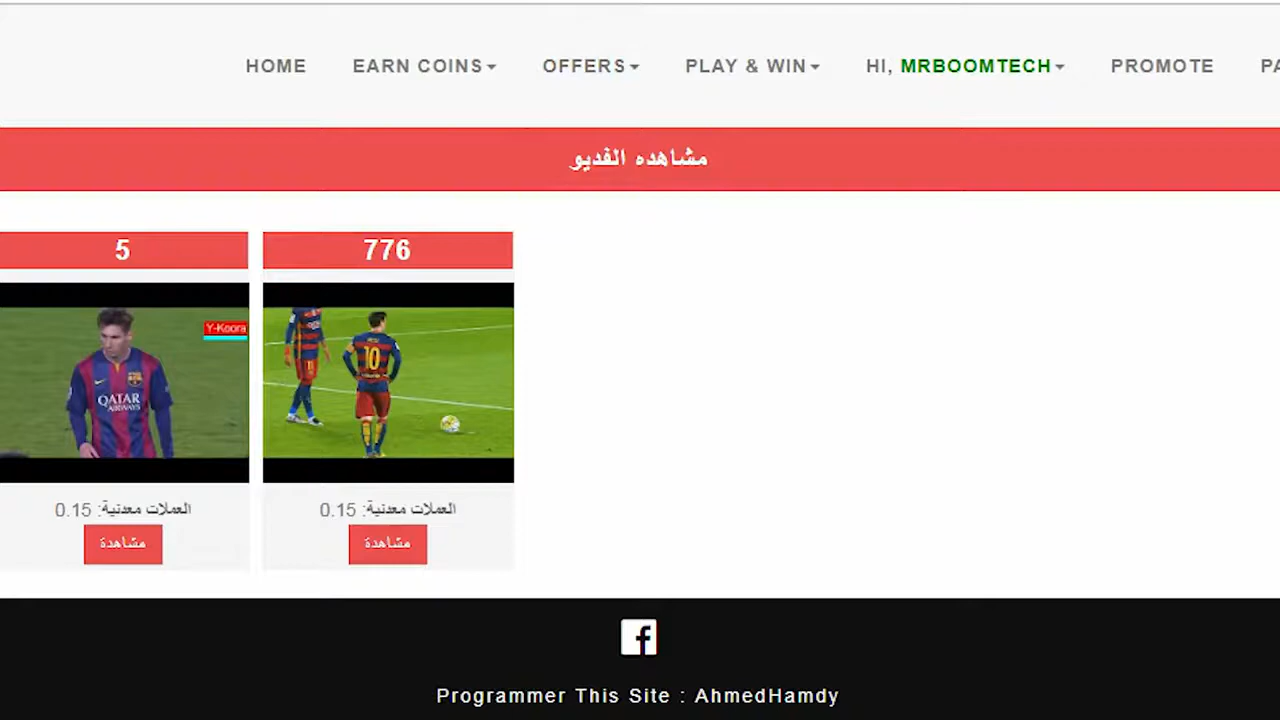 HOME EARN COINS OFFERS PLAY & WIN HI, MRBOOMTECH PROMOTE
مشاهده الفديو
5
776
Y-Koora
QATAR
AIRWAYS
10
العملات معدنية: 0.15
العملات معدنية: 0.15
مشاهدة
مشاهدة
Programmer This Site : AhmedHamdy